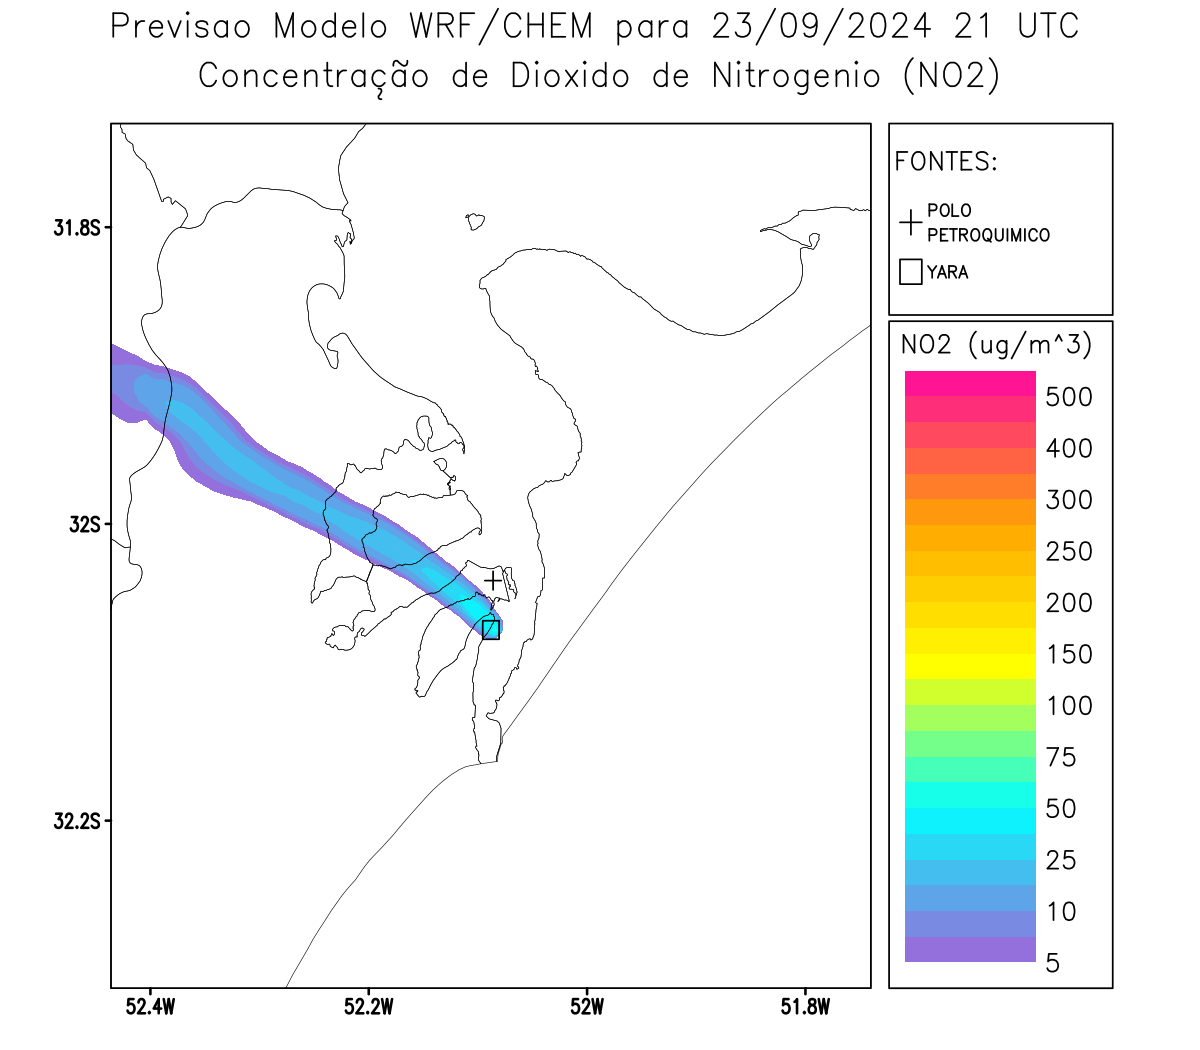 Previsao Modelo WRF/CHEM para 23/09/2024 21 UTC
Concentração de Dioxido de Nitrogenio (NO2)
FONTES:
POLO
PETROQUIMICO
YARA
31.8S
32S
32.2S
52.4W
52.2W
52W
51.8W
NO2 (ug/m^3)
500
400
300
250
200
150
100
75
50
25
10
5